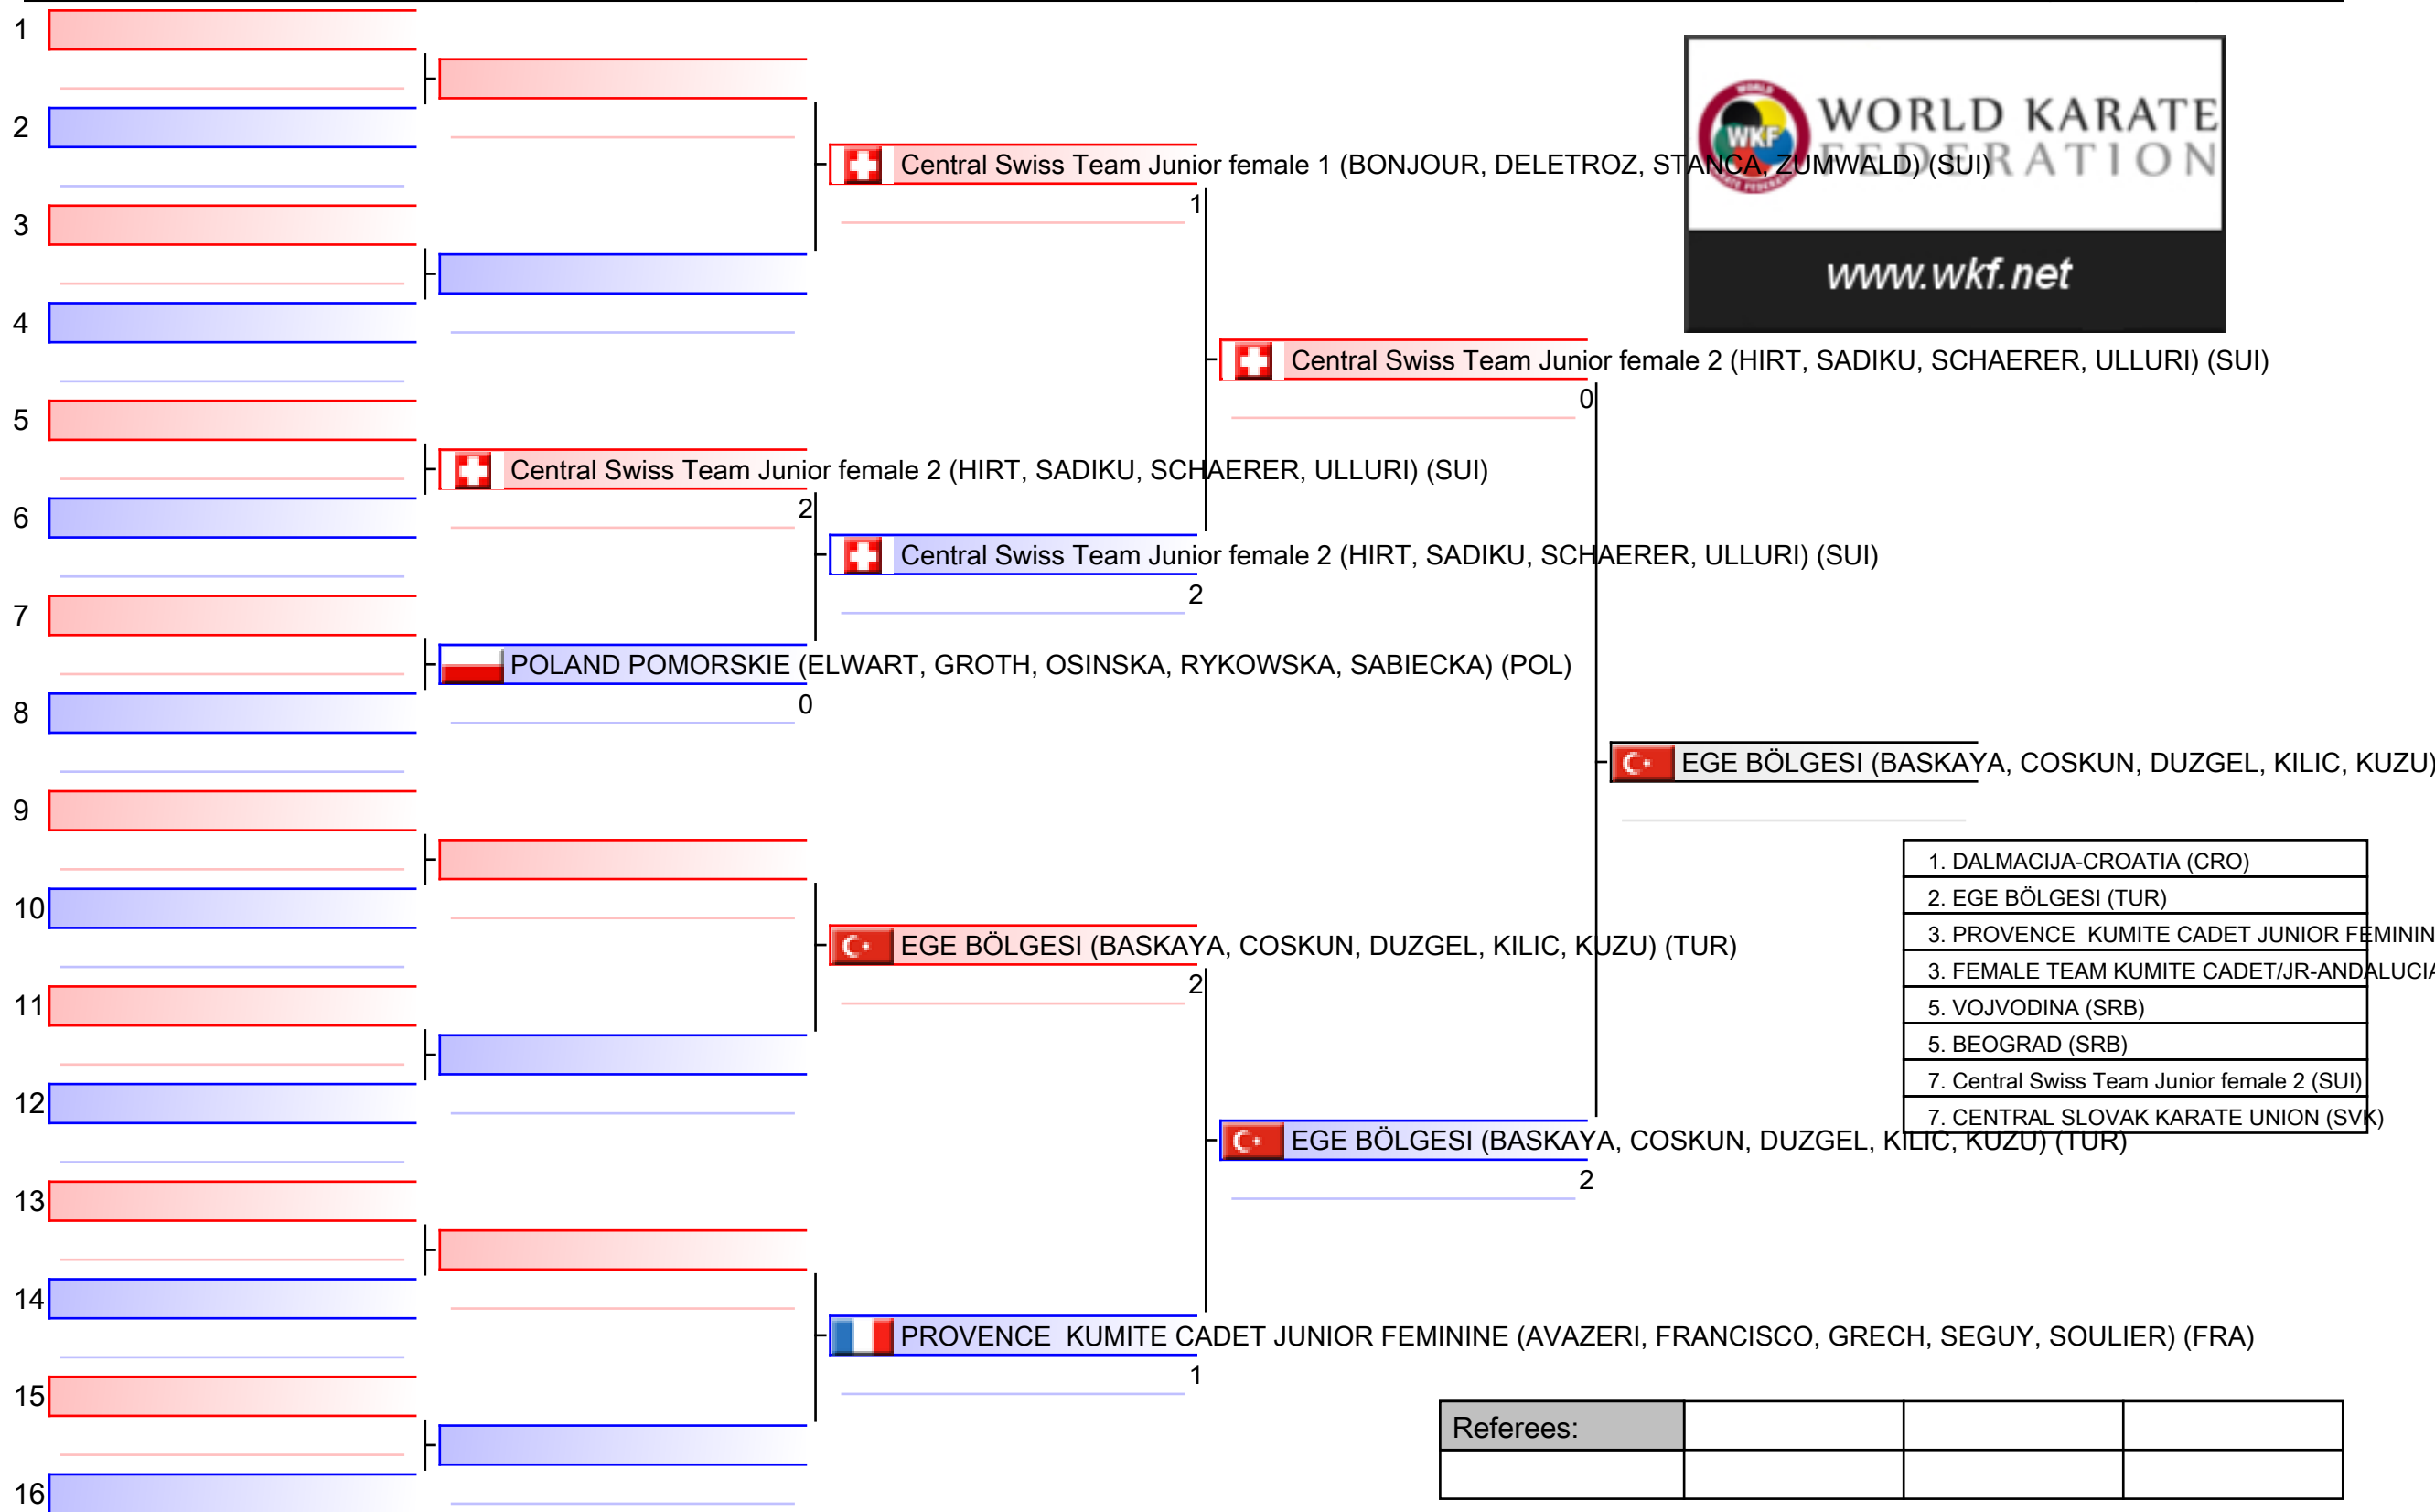 1
2
3
4
5
6
7
8
9
10
11
12
13
14
15
16
Central Swiss Team Junior female 2 (HIRT, SADIKU, SCHAERER, ULLURI) (SUI)
2
POLAND POMORSKIE (ELWART, GROTH, OSINSKA, RYKOWSKA, SABIECKA) (POL)
0
Central Swiss Team Junior female 1 (BONJOUR, DELETROZ, STANCA, ZUMWALD) (SUI)
1
Central Swiss Team Junior female 2 (HIRT, SADIKU, SCHAERER, ULLURI) (SUI)
2
EGE BÖLGESI (BASKAYA, COSKUN, DUZGEL, KILIC, KUZU) (TUR)
2
PROVENCE  KUMITE CADET JUNIOR FEMININE (AVAZERI, FRANCISCO, GRECH, SEGUY, SOULIER) (FRA)
1
Central Swiss Team Junior female 2 (HIRT, SADIKU, SCHAERER, ULLURI) (SUI)
0
EGE BÖLGESI (BASKAYA, COSKUN, DUZGEL, KILIC, KUZU) (TUR)
2
EGE BÖLGESI (BASKAYA, COSKUN, DUZGEL, KILIC, KUZU)
WORLD
WKF
WORLD KARATE
FEDERATION
www.wkf.net
1. DALMACIJA-CROATIA (CRO)
2. EGE BÖLGESI (TUR)
3. PROVENCE  KUMITE CADET JUNIOR FEMININ
3. FEMALE TEAM KUMITE CADET/JR-ANDALUCIA
5. VOJVODINA (SRB)
5. BEOGRAD (SRB)
7. Central Swiss Team Junior female 2 (SUI)
7. CENTRAL SLOVAK KARATE UNION (SVK)
Referees: